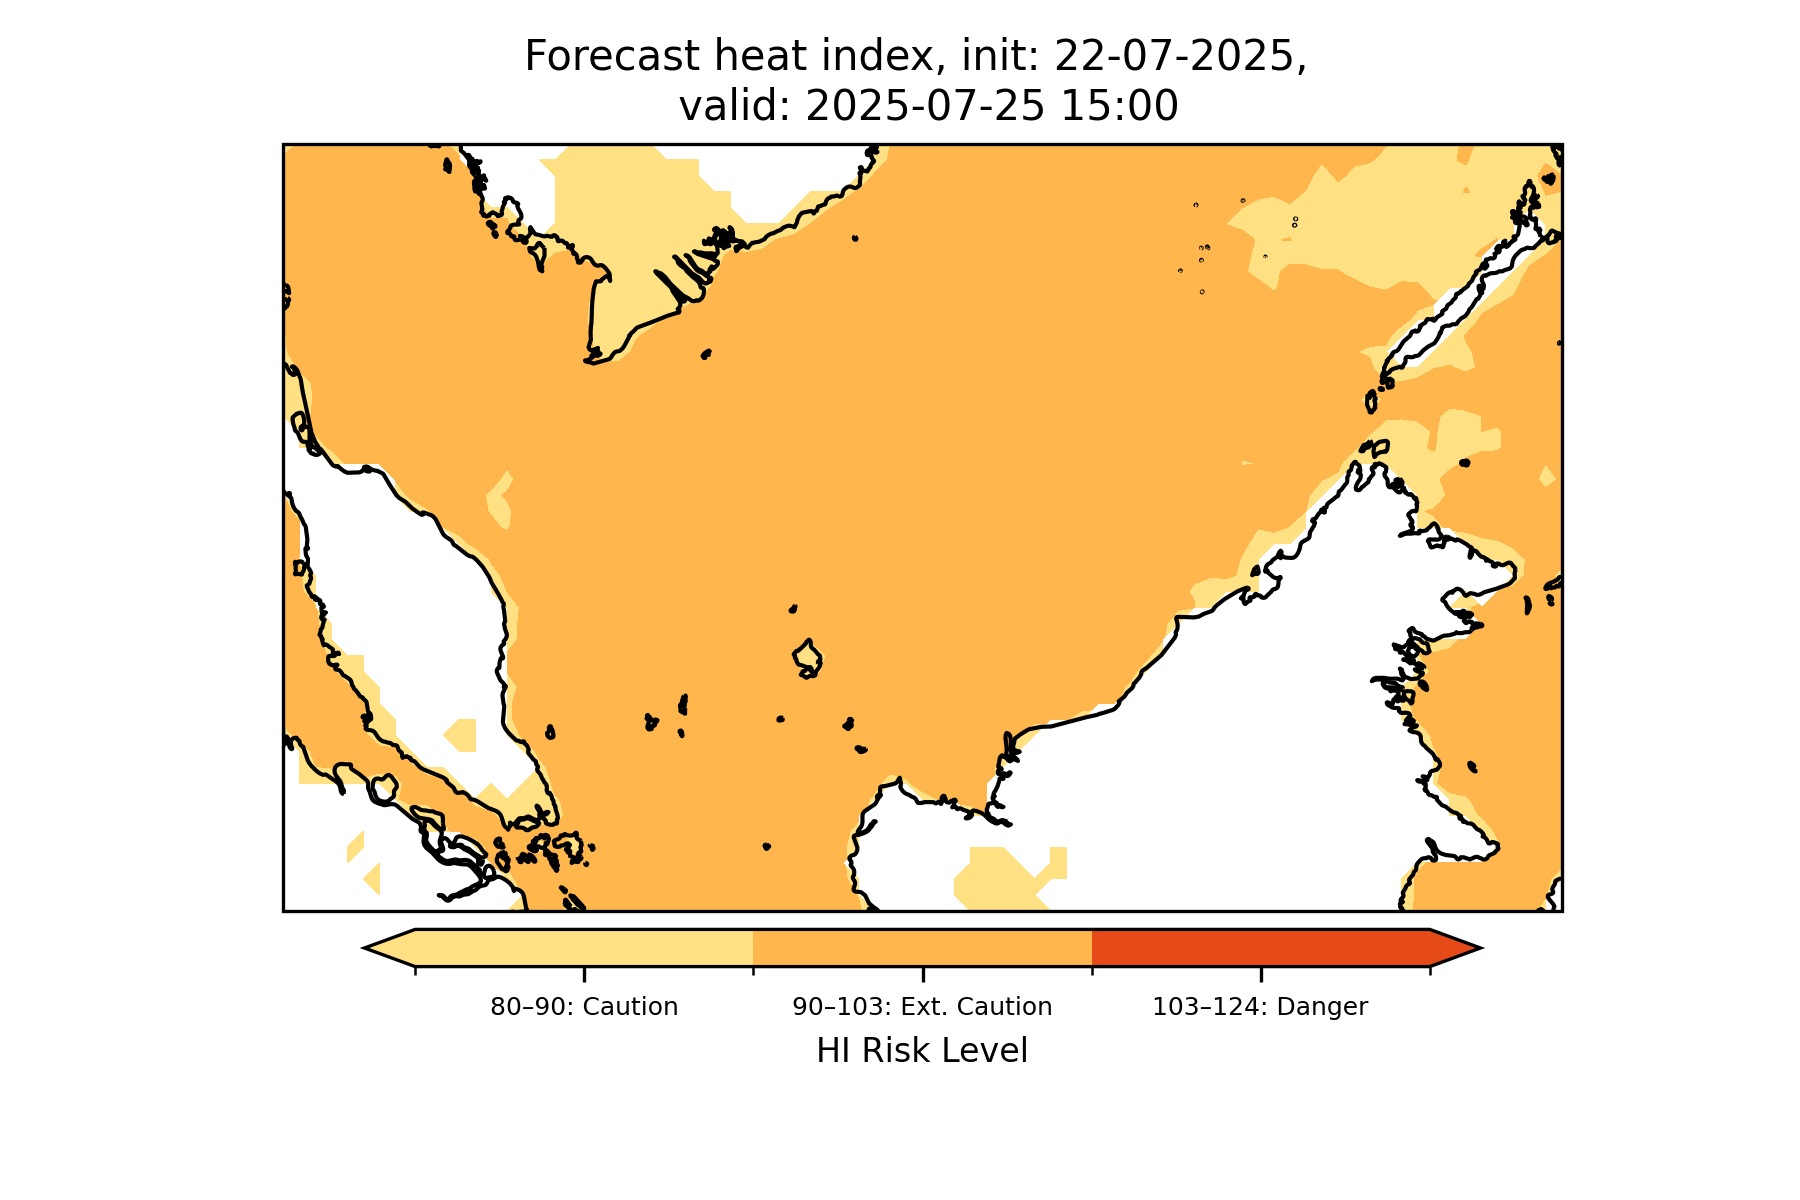 Forecast heat index, init: 22-07-2025,
valid: 2025-07-25 15:00
80–90: Caution
90–103: Ext. Caution
103–124: Danger
HI Risk Level